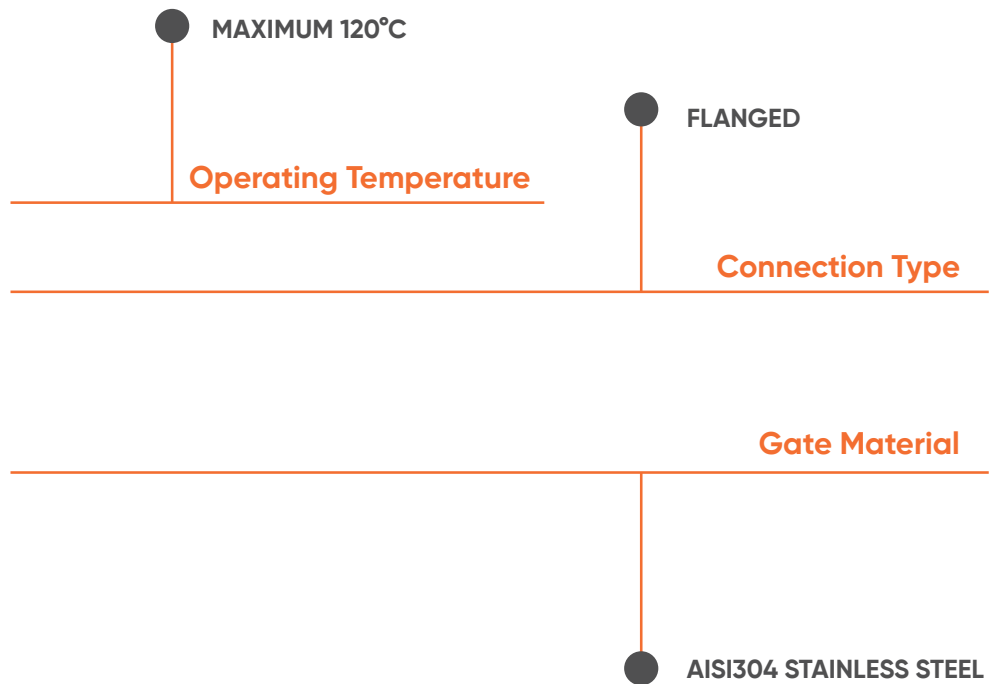 MAXIMUM 120°C
FLANGED
Operating Temperature
Connection Type
Gate Material
AISI304 STAINLESS STEEL